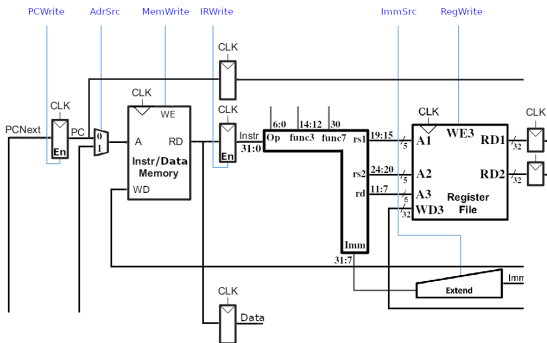 PCWrite AdrSrc MemWrite IRWrite ImmSrc RegWrite
CLK
CLK CLK CLK
PCNext PC 0 1 En
WE
A RD
Instr/Data
Memory
WD
Instr
31:0
En
6:0 14:12 30
Op func3 func7
rs1 19:15 5
rs2 24:20 5
rd 11:7 5
Imm
31:7
32
CLK
WE3
A1 RD1 32
A2 RD2 32
A3
WD3
Register
File
CLK
CLK
Extend
Imm
CLK
Data